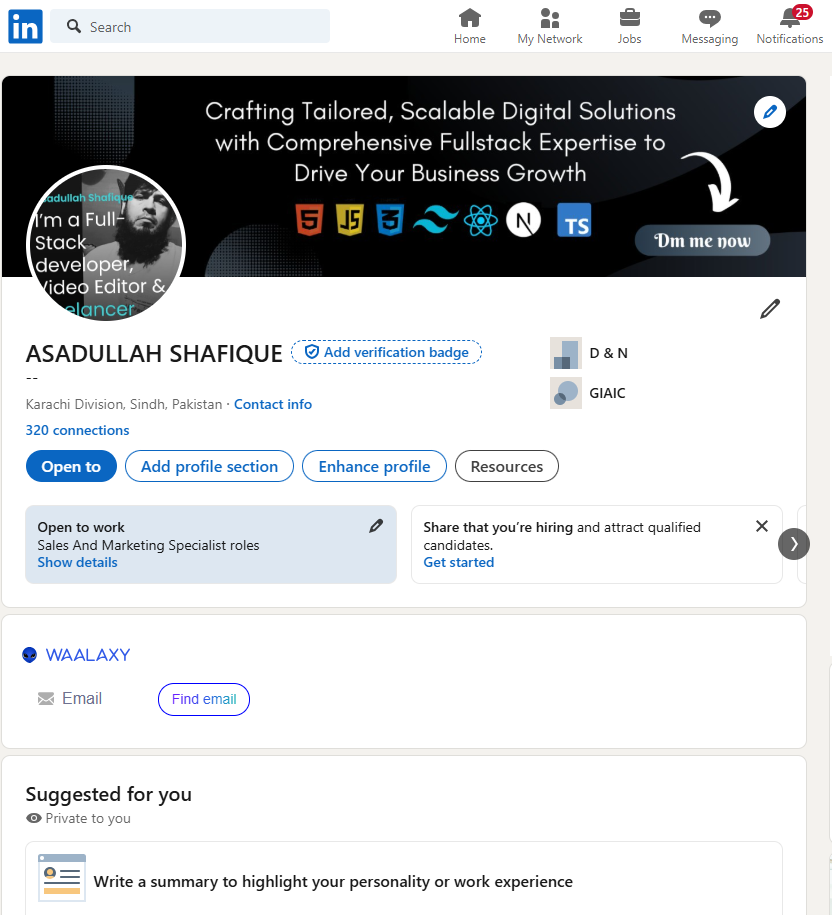 in
Search
Home
My Network
Jobs
Messaging
25
Notifications
Crafting Tailored, Scalable Digital Solutions
with Comprehensive Fullstack Expertise to
Drive Your Business Growth
5
JS
3
N
TS
Dm me now
adullah Shafique
I'm a Full-
Stack
developer,
Video Editor &
elancer
ASADULLAH SHAFIQUE
Add verification badge
--
Karachi Division, Sindh, Pakistan · Contact info
320 connections
D & N
GIAIC
Open to
Add profile section
Enhance profile
Resources
Open to work
Sales And Marketing Specialist roles
Show details
Share that you're hiring and attract qualified
candidates.
Get started
WAALAXY
Email
Find email
Suggested for you
Private to you
Write a summary to highlight your personality or work experience